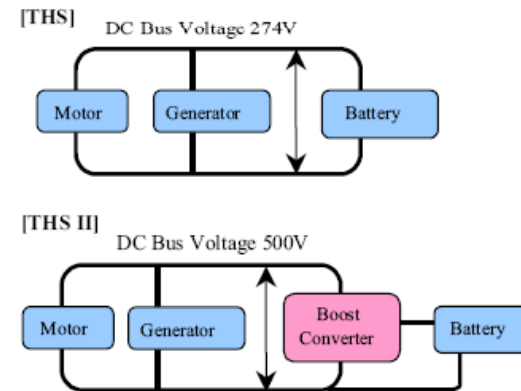 [THS]
DC Bus Voltage 274V
Motor
Generator
Battery
[THS II]
DC Bus Voltage 500V
Motor
Generator
Boost
Converter
Battery